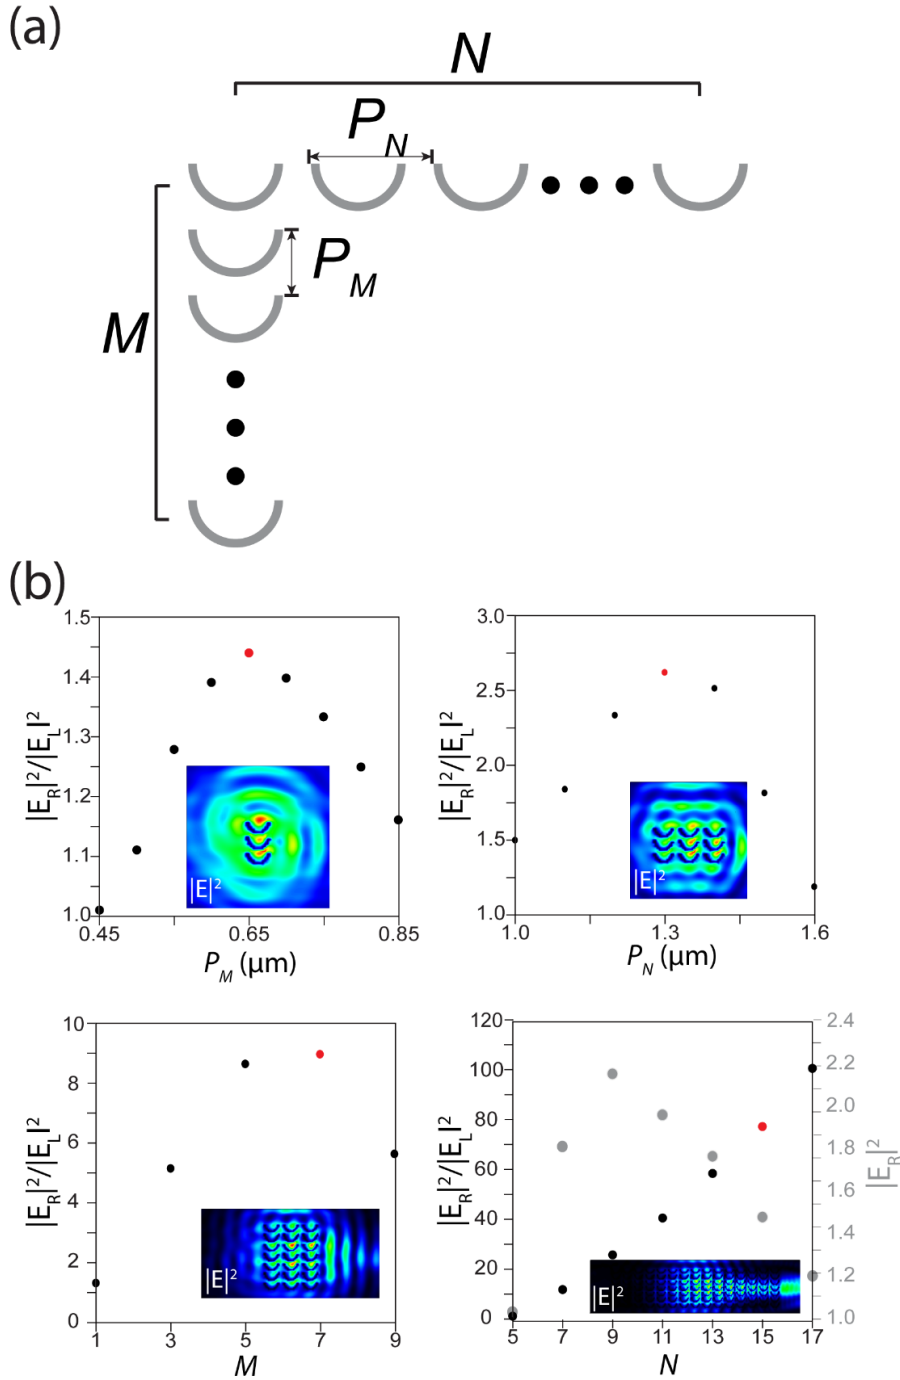 (a)
N
P_N
P_M
M
(b)
|E_R|²/|E_L|²
1.5
1.4
1.3
1.2
1.1
1.0
0.45
0.65
0.85
P_M (μm)
|E|²
|E_R|²/|E_L|²
3.0
2.5
2.0
1.5
1.0
1.0
1.3
1.6
P_N (μm)
|E|²
|E_R|²/|E_L|²
10
8
6
4
2
0
1
3
5
7
9
M
|E|²
|E_R|²/|E_L|²
120
100
80
60
40
20
0
5
7
9
11
13
15
17
N
|E|²
2.4
2.2
2.0
1.8
1.6
1.4
1.2
1.0
|E_R|²